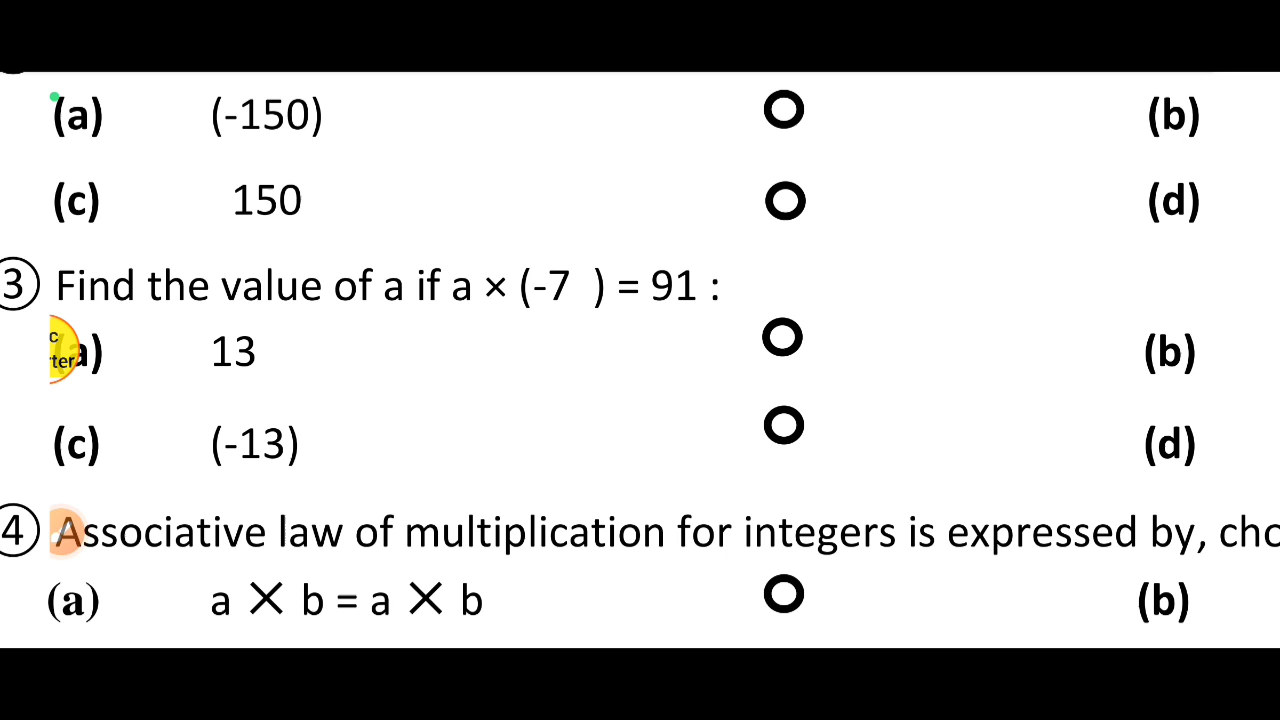 (a) (-150) (b)
(c) 150 (d)
3 Find the value of a if a × (-7 ) = 91 :
a) 13 (b)
(c) (-13) (d)
4 Associative law of multiplication for integers is expressed by,
(a) a × b = a × b (b)